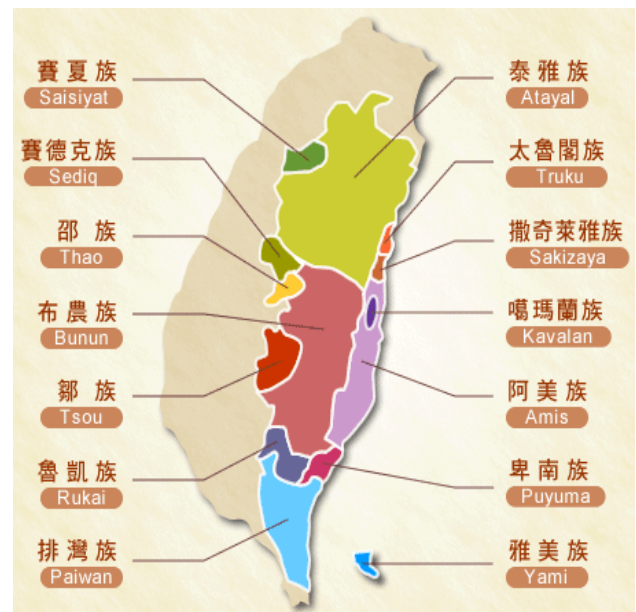 賽夏族
Saisiyat
賽德克族
Sediq
邵 族
Thao
布農族
Bunun
鄒 族
Tsou
魯凱族
Rukai
排灣族
Paiwan
泰雅族
Atayal
太魯閣族
Truku
撒奇萊雅族
Sakizaya
噶瑪蘭族
Kavalan
阿美族
Amis
卑南族
Puyuma
雅美族
Yami